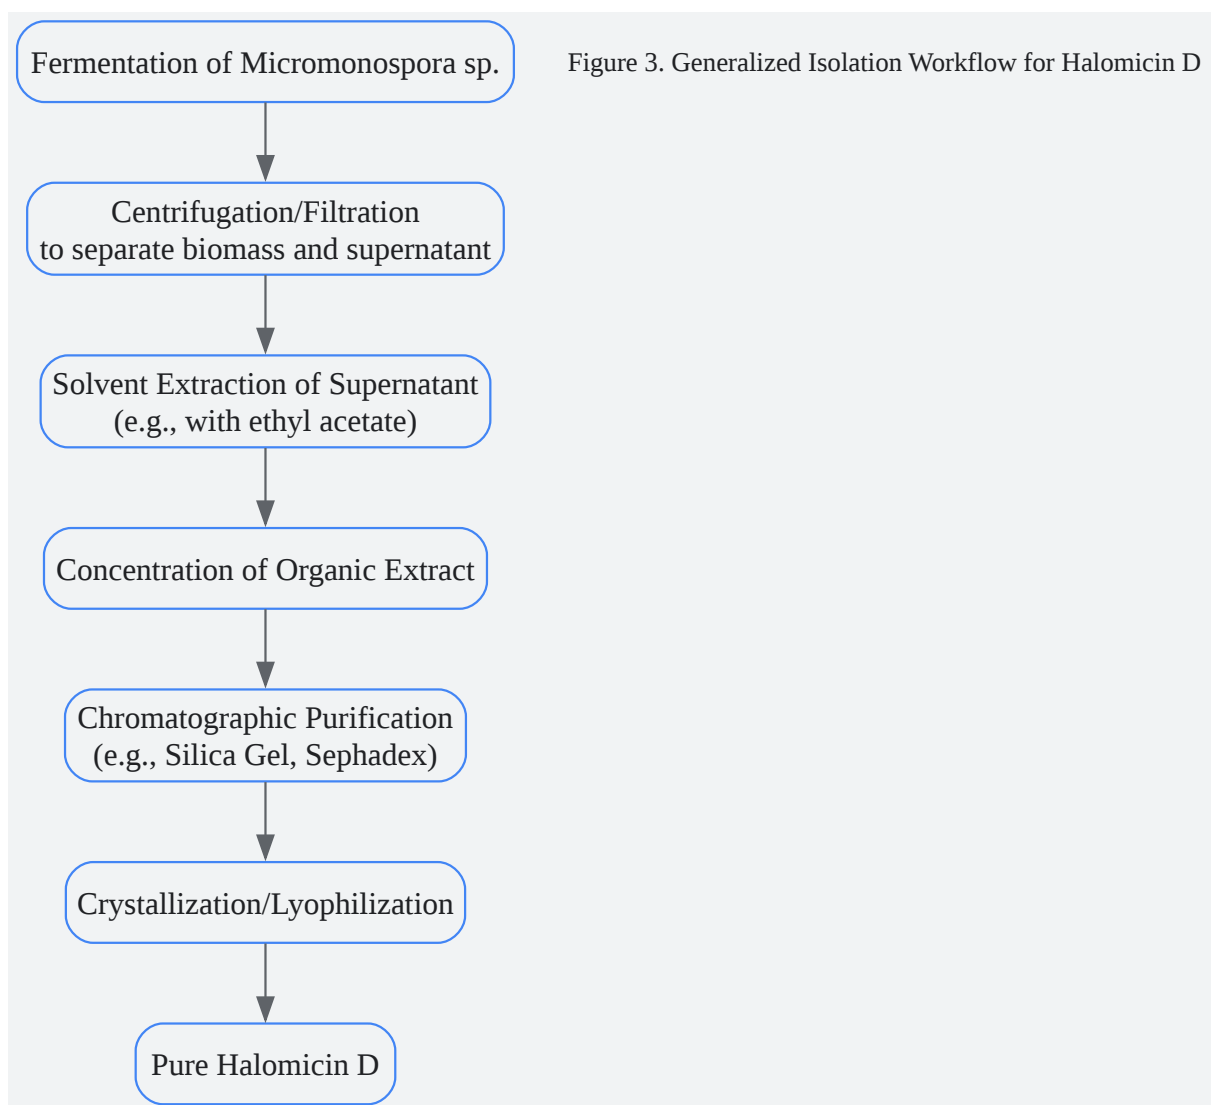 Fermentation of Micromonospora sp.
Figure 3. Generalized Isolation Workflow for Halomicin D
Centrifugation/Filtration
to separate biomass and supernatant
Solvent Extraction of Supernatant
(e.g., with ethyl acetate)
Concentration of Organic Extract
Chromatographic Purification
(e.g., Silica Gel, Sephadex)
Crystallization/Lyophilization
Pure Halomicin D